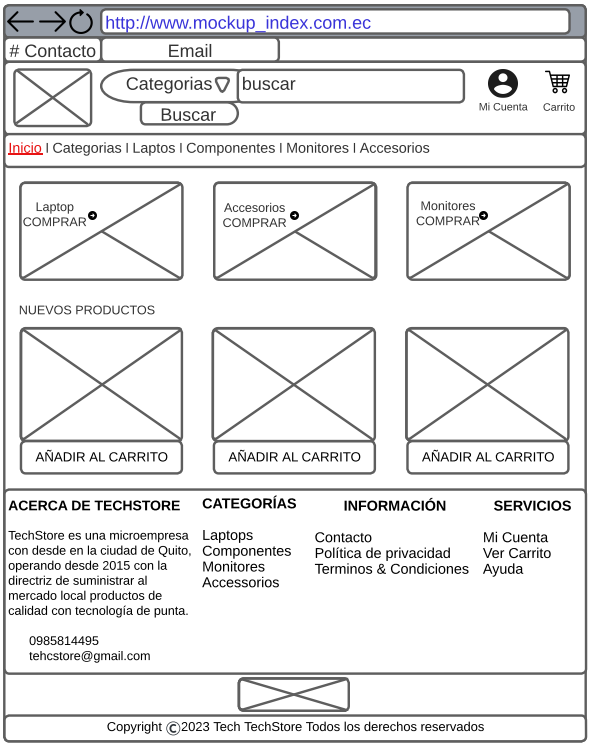 http://www.mockup_index.com.ec
# Contacto
Email
Categorias
buscar
Buscar
Mi Cuenta
Carrito
Inicio I Categorias I Laptos I Componentes I Monitores I Accesorios
Laptop
COMPRAR
Accesorios
COMPRAR
Monitores
COMPRAR
NUEVOS PRODUCTOS
AÑADIR AL CARRITO
AÑADIR AL CARRITO
AÑADIR AL CARRITO
ACERCA DE TECHSTORE
TechStore es una microempresa
con desde en la ciudad de Quito,
operando desde 2015 con la
directriz de suministrar al
mercado local productos de
calidad con tecnología de punta.
0985814495
tehcstore@gmail.com
CATEGORÍAS
Laptops
Componentes
Monitores
Accessorios
INFORMACIÓN
Contacto
Política de privacidad
Terminos & Condiciones
SERVICIOS
Mi Cuenta
Ver Carrito
Ayuda
Copyright ©2023 Tech TechStore Todos los derechos reservados